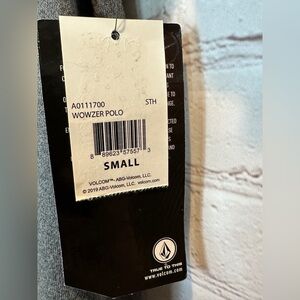 A0111700 STH
WOWZER POLO
8 89623 87557 3
SMALL
VOLCOM™- ABG-Volcom, LLC.
© 2019 ABG-Volcom, LLC. volcom.com
TRUE TO THIS
www.volcom.com